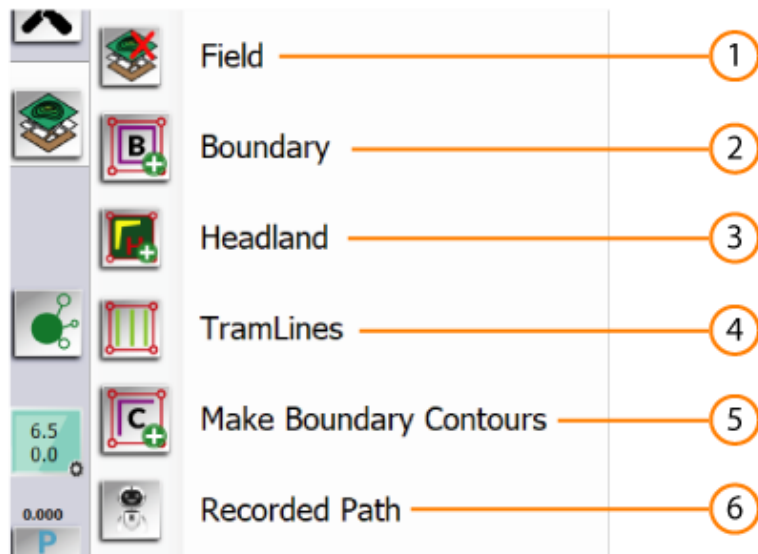 Field 1
B Boundary 2
H Headland 3
TramLines 4
C Make Boundary Contours 5
6.5
0.0
Recorded Path 6
0.000
P